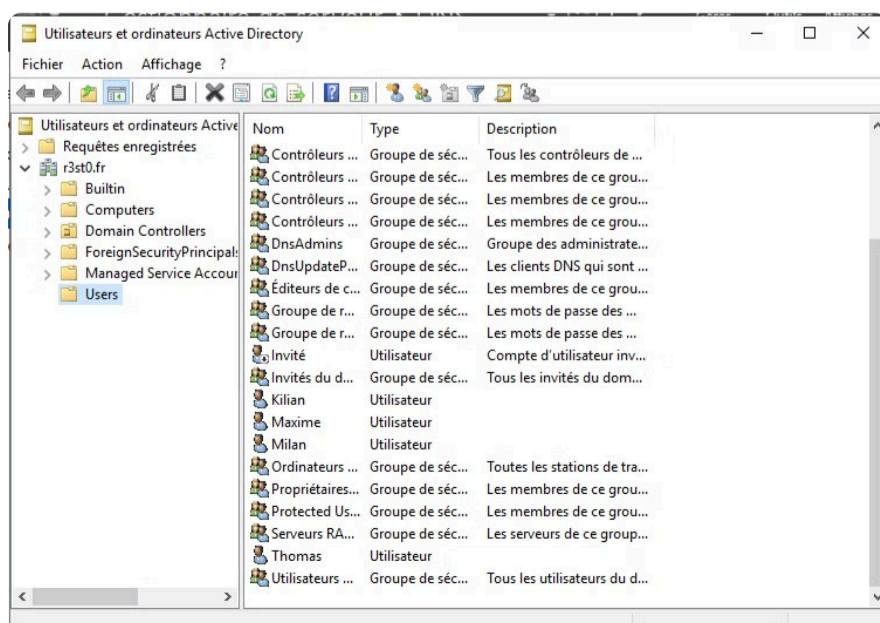 Utilisateurs et ordinateurs Active Directory
Fichier Action Affichage ?
Utilisateurs et ordinateurs Active
Requêtes enregistrées
r3st0.fr
Builtin
Computers
Domain Controllers
ForeignSecurityPrincipal
Managed Service Accour
Users
Nom Type Description
Contrôleurs ... Groupe de séc... Tous les contrôleurs de ...
Contrôleurs ... Groupe de séc... Les membres de ce grou...
Contrôleurs ... Groupe de séc... Les membres de ce grou...
Contrôleurs ... Groupe de séc... Les membres de ce grou...
DnsAdmins Groupe de séc... Groupe des administrate...
DnsUpdateP... Groupe de séc... Les clients DNS qui sont ...
Éditeurs de c... Groupe de séc... Les membres de ce grou...
Groupe de r... Groupe de séc... Les mots de passe des ...
Groupe de r... Groupe de séc... Les mots de passe des ...
Invité Utilisateur Compte d'utilisateur inv...
Invités du d... Groupe de séc... Tous les invités du dom...
Kilian Utilisateur
Maxime Utilisateur
Milan Utilisateur
Ordinateurs ... Groupe de séc... Toutes les stations de tra...
Propriétaires... Groupe de séc... Les membres de ce grou...
Protected Us... Groupe de séc... Les membres de ce grou...
Serveurs RA... Groupe de séc... Les serveurs de ce group...
Thomas Utilisateur
Utilisateurs ... Groupe de séc... Tous les utilisateurs du d...